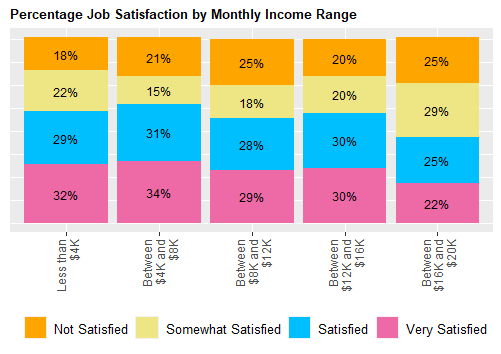 Percentage Job Satisfaction by Monthly Income Range
18% 21% 25% 20% 25%
22% 15% 18% 20% 29%
29% 31% 28% 30% 25%
32% 34% 29% 30% 22%
Less than
$4K
Between
$4K and
$8K
Between
$8K and
$12K
Between
$12K and
$16K
Between
$16K and
$20K
Not Satisfied Somewhat Satisfied Satisfied Very Satisfied